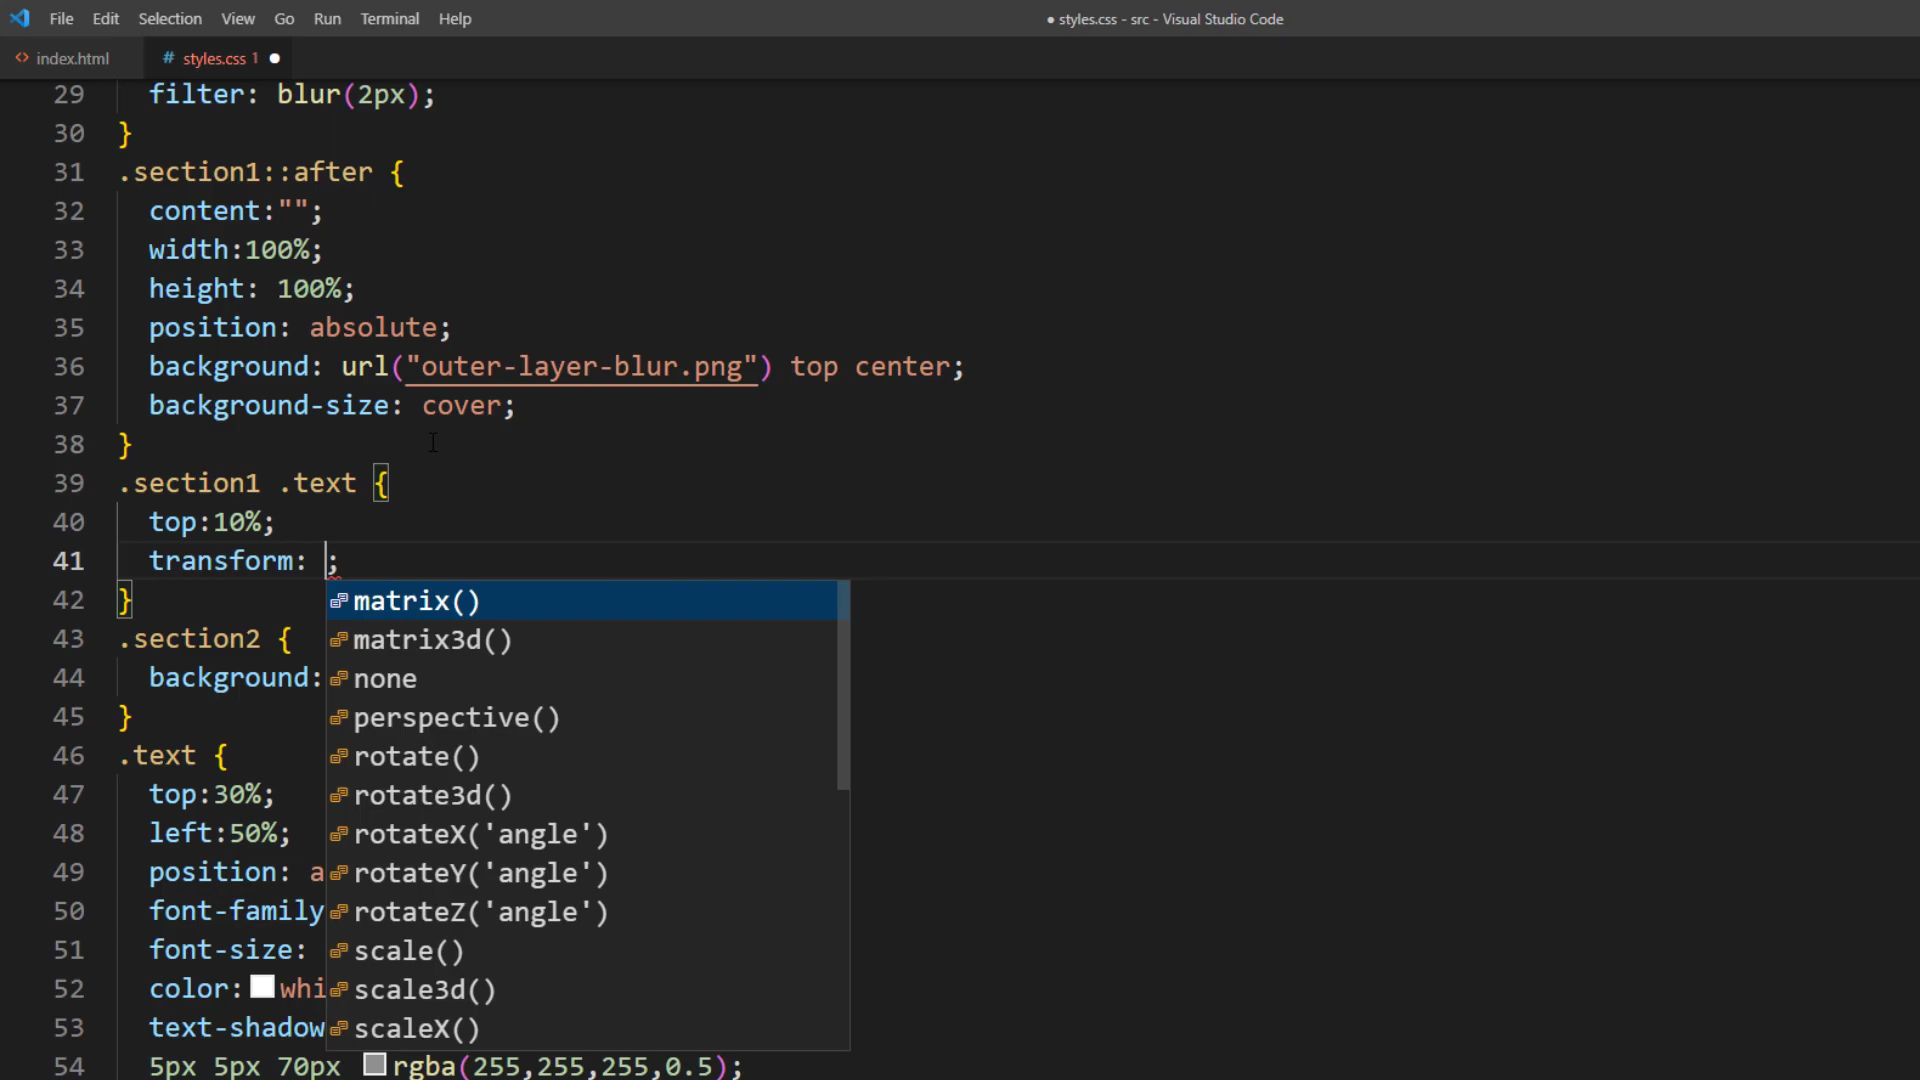 File Edit Selection View Go Run Terminal Help ● styles.css - src - Visual Studio Code
<> index.html # styles.css 1 ●
29 filter: blur(2px);
30 }
31 .section1::after {
32 content:"";
33 width:100%;
34 height: 100%;
35 position: absolute;
36 background: url("outer-layer-blur.png") top center;
37 background-size: cover;
38 }
39 .section1 .text {
40 top:10%;
41 transform: ;
42 } matrix()
43 .section2 { matrix3d()
44 background: none
45 } perspective()
46 .text { rotate()
47 top:30%; rotate3d()
48 left:50%; rotateX('angle')
49 position: a rotateY('angle')
50 font-family rotateZ('angle')
51 font-size: scale()
52 color: whi scale3d()
53 text-shadow scaleX()
54 5px 5px 70px rgba(255,255,255,0.5);